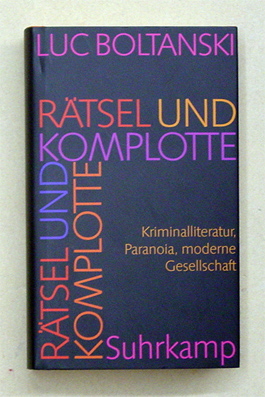 LUC BOLTANSKI
RÄTSEL UND
KOMPLOTTE
RÄTSEL UND
KOMPLOTTE
Kriminalliteratur,
Paranoia, moderne
Gesellschaft
Suhrkamp